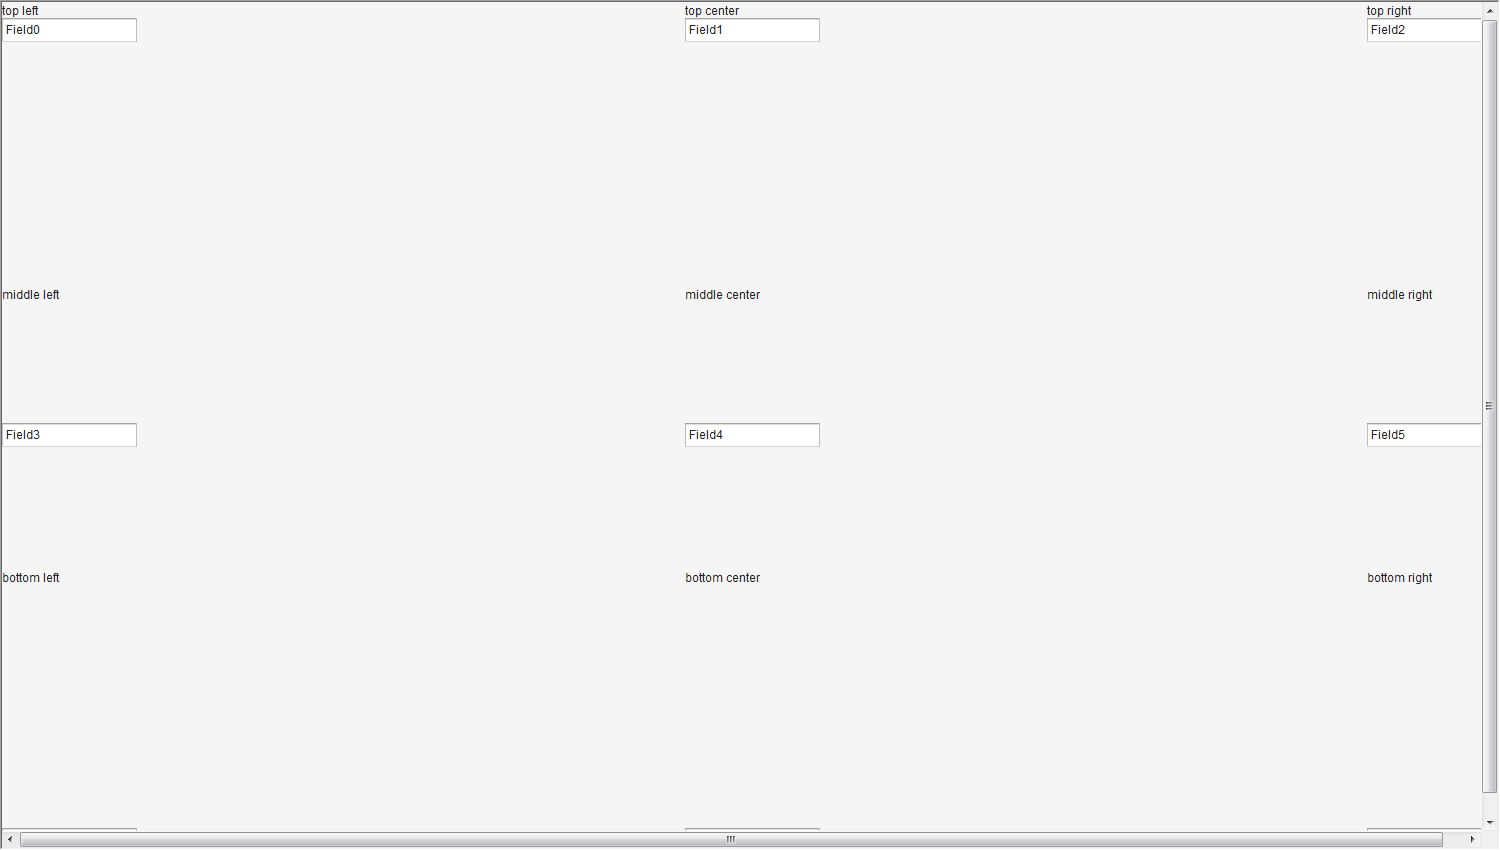 top left top center top right
Field0 Field1 Field2
middle left middle center middle right
Field3 Field4 Field5
bottom left bottom center bottom right